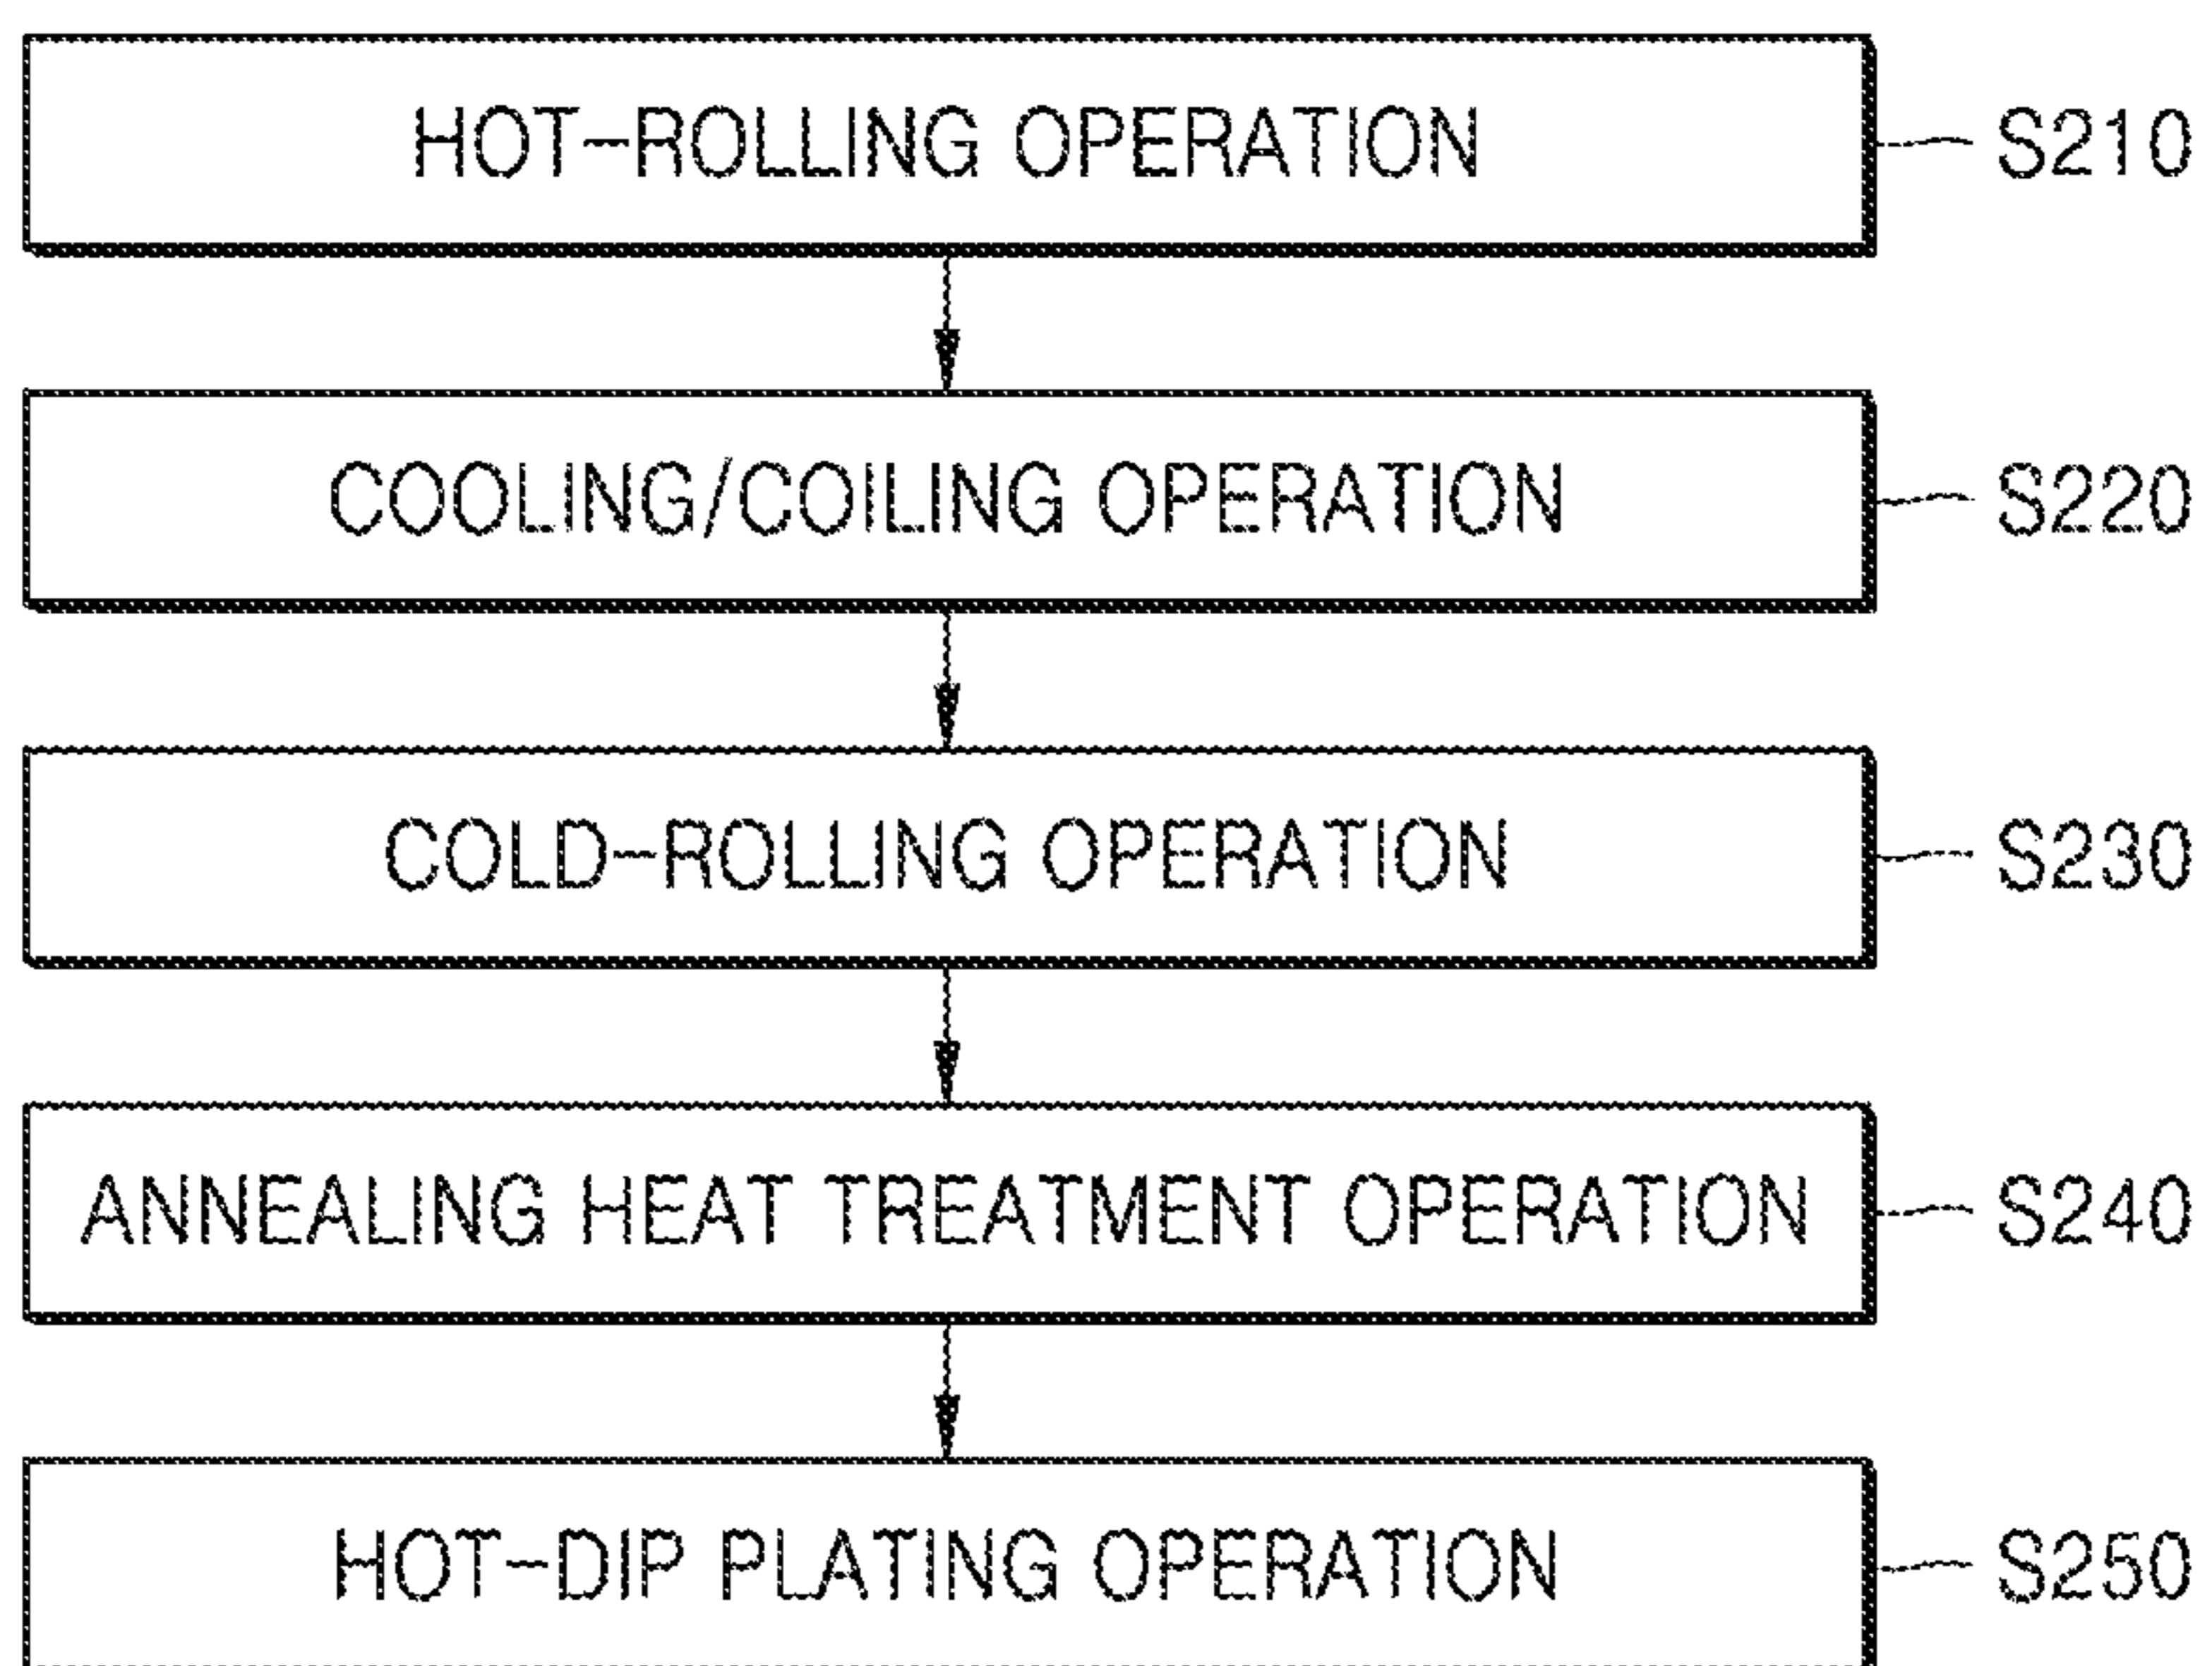 HOT-ROLLING OPERATION S210
COOLING/COILING OPERATION S220
COLD-ROLLING OPERATION S230
ANNEALING HEAT TREATMENT OPERATION S240
HOT-DIP PLATING OPERATION S250